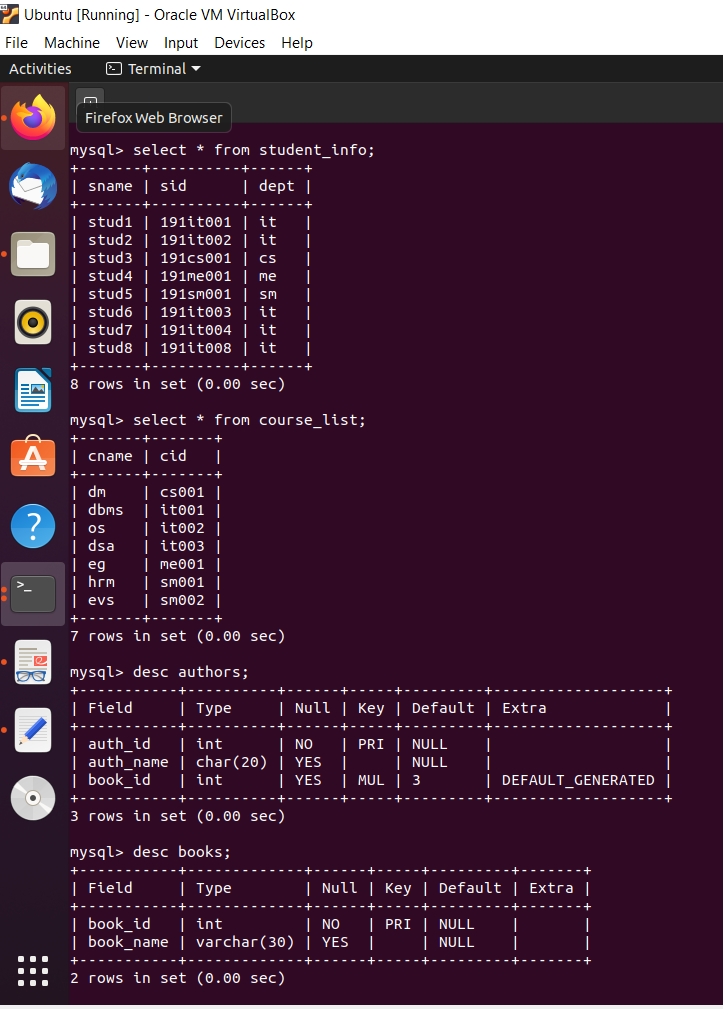 Ubuntu [Running] - Oracle VM VirtualBox
File Machine View Input Devices Help
Activities Terminal
Firefox Web Browser
mysql> select * from student_info;
+-------+----------+------+
| sname | sid      | dept |
+-------+----------+------+
| stud1 | 191it001 | it   |
| stud2 | 191it002 | it   |
| stud3 | 191cs001 | cs   |
| stud4 | 191me001 | me   |
| stud5 | 191sm001 | sm   |
| stud6 | 191it003 | it   |
| stud7 | 191it004 | it   |
| stud8 | 191it008 | it   |
+-------+----------+------+
8 rows in set (0.00 sec)
mysql> select * from course_list;
+-------+-------+
| cname | cid   |
+-------+-------+
| dm    | cs001 |
| dbms  | it001 |
| os    | it002 |
| dsa   | it003 |
| eg    | me001 |
| hrm   | sm001 |
| evs   | sm002 |
+-------+-------+
7 rows in set (0.00 sec)
mysql> desc authors;
+-----------+----------+------+-----+---------+-------------------+
| Field     | Type     | Null | Key | Default | Extra             |
+-----------+----------+------+-----+---------+-------------------+
| auth_id   | int      | NO   | PRI | NULL    |                   |
| auth_name | char(20) | YES  |     | NULL    |                   |
| book_id   | int      | YES  | MUL | 3       | DEFAULT_GENERATED |
+-----------+----------+------+-----+---------+-------------------+
3 rows in set (0.00 sec)
mysql> desc books;
+-----------+-------------+------+-----+---------+-------+
| Field     | Type        | Null | Key | Default | Extra |
+-----------+-------------+------+-----+---------+-------+
| book_id   | int         | NO   | PRI | NULL    |       |
| book_name | varchar(30) | YES  |     | NULL    |       |
+-----------+-------------+------+-----+---------+-------+
2 rows in set (0.00 sec)